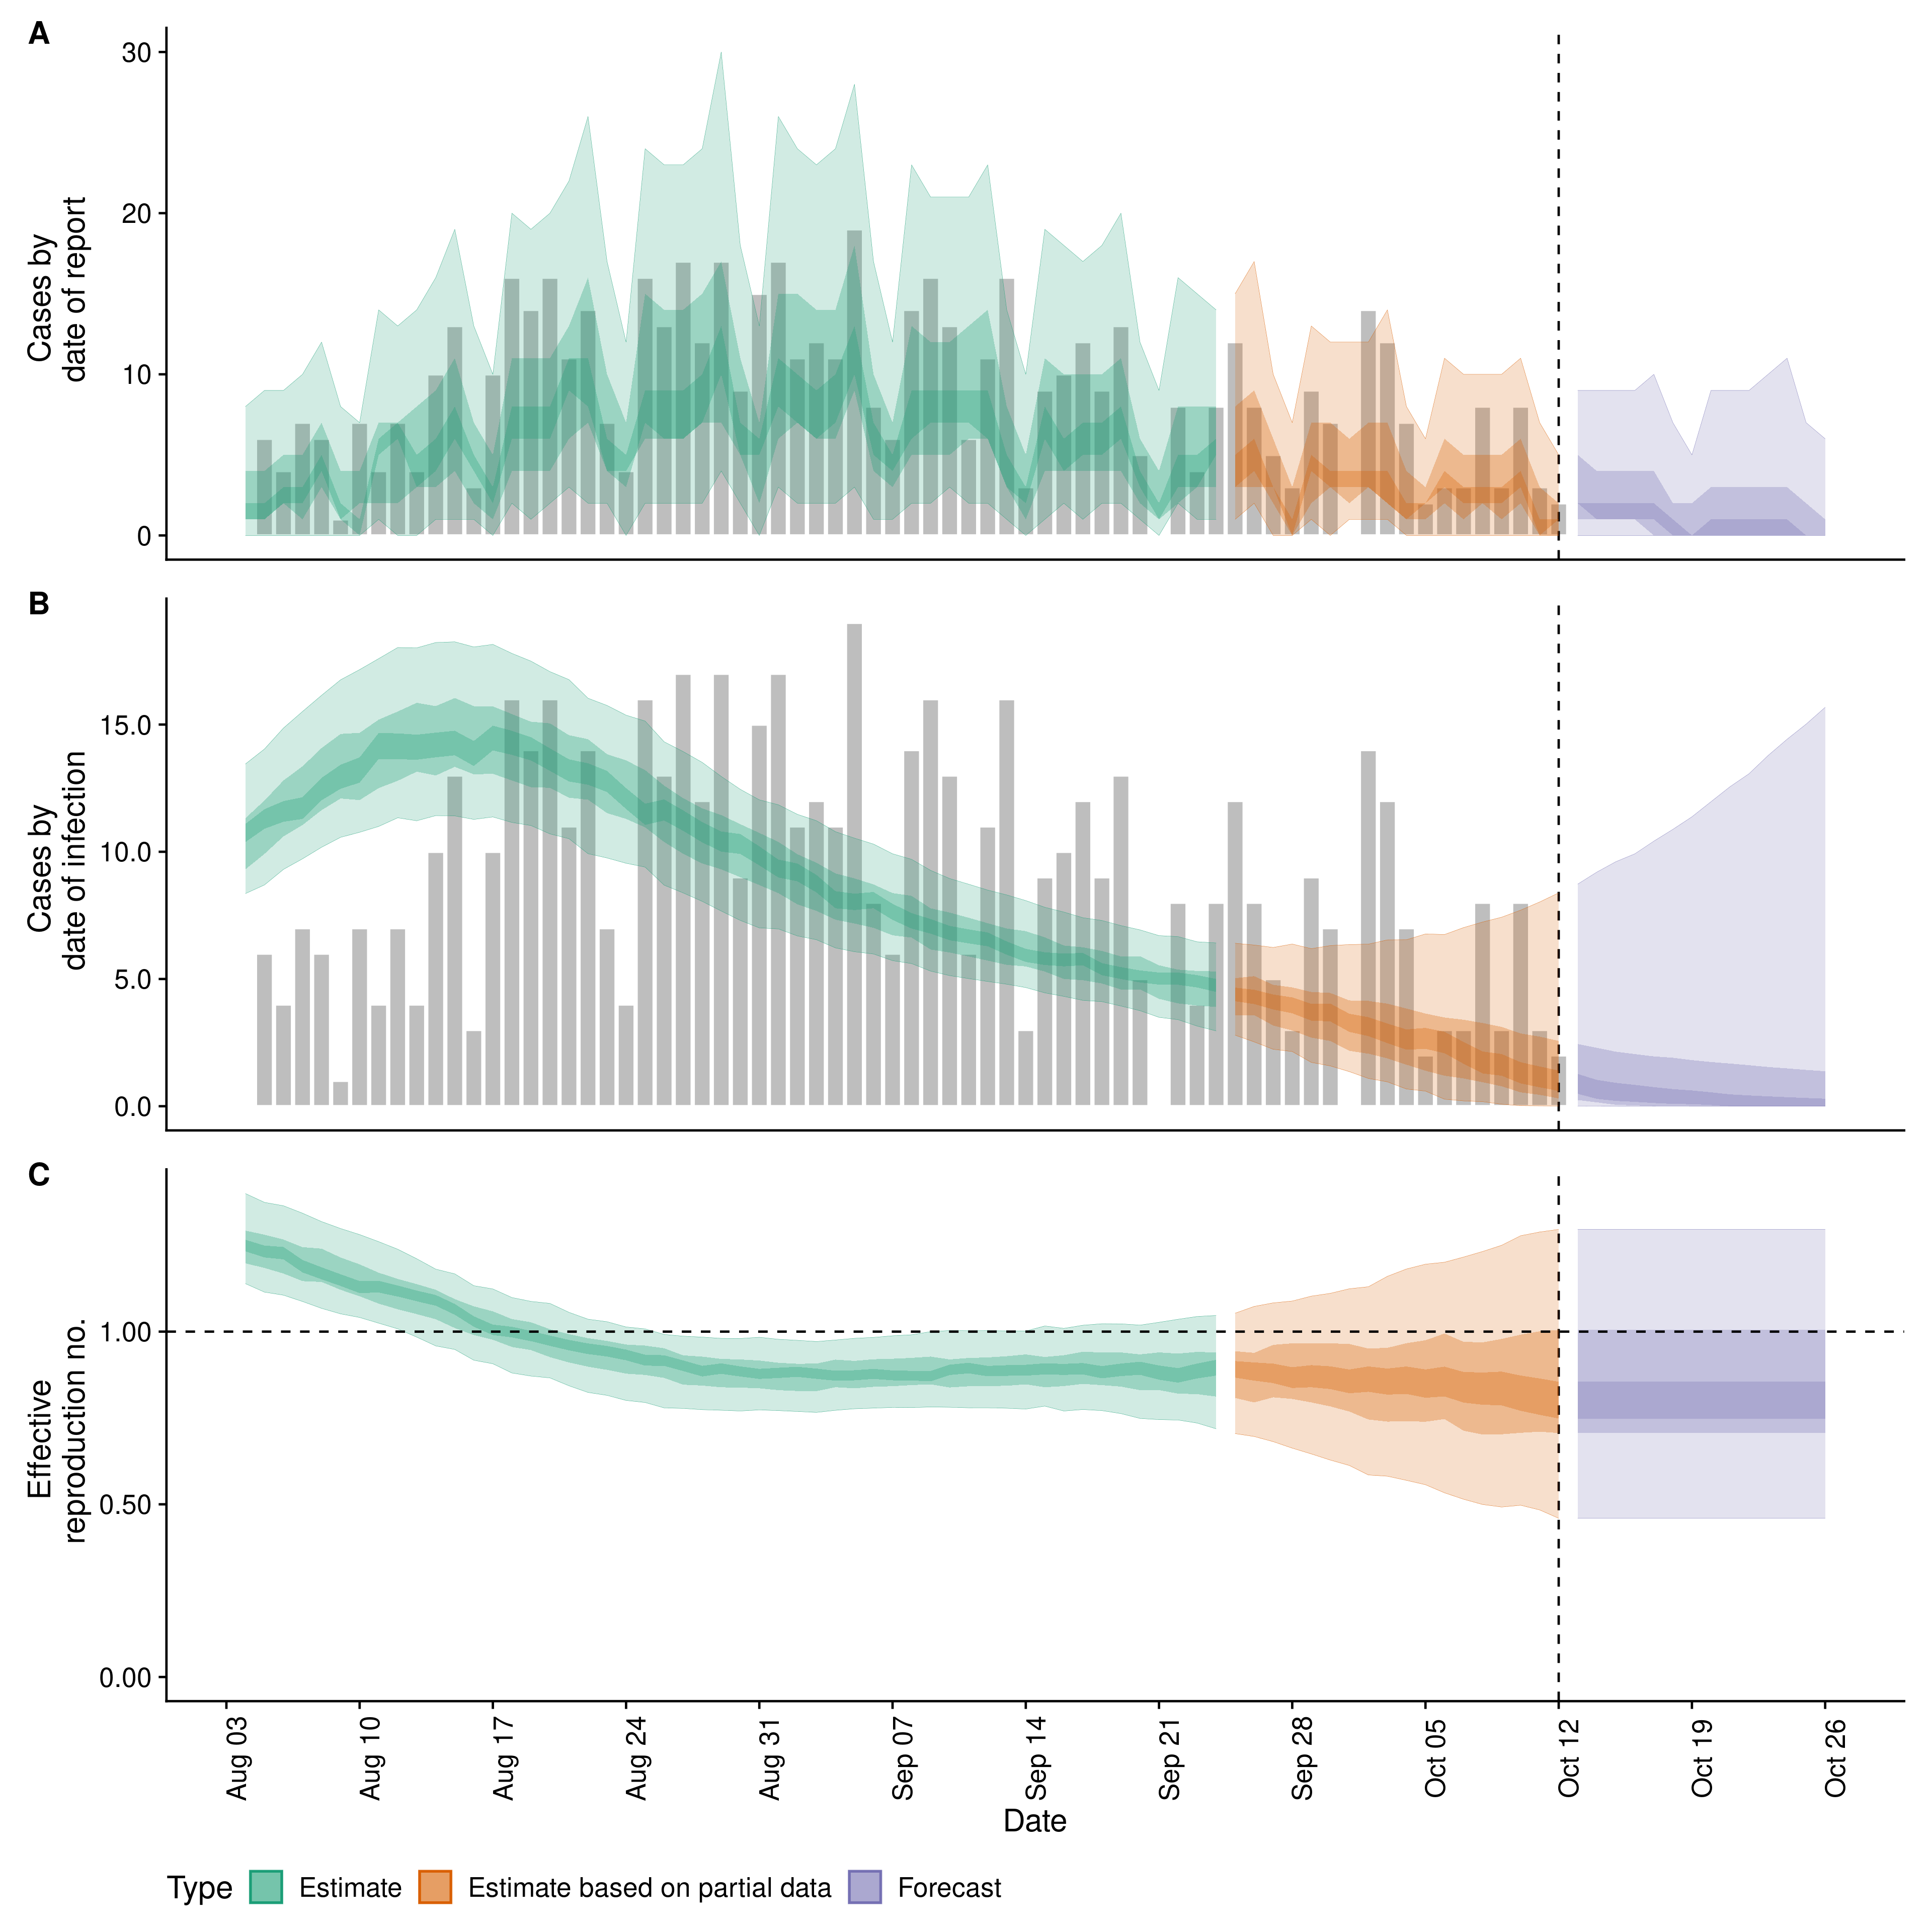 A
Cases by
date of report
30
20
10
0
B
Cases by
date of infection
15.0
10.0
5.0
0.0
C
Effective
reproduction no.
1.00
0.50
0.00
Aug 03
Aug 10
Aug 17
Aug 24
Aug 31
Sep 07
Sep 14
Sep 21
Sep 28
Oct 05
Oct 12
Oct 19
Oct 26
Date
Type
Estimate
Estimate based on partial data
Forecast